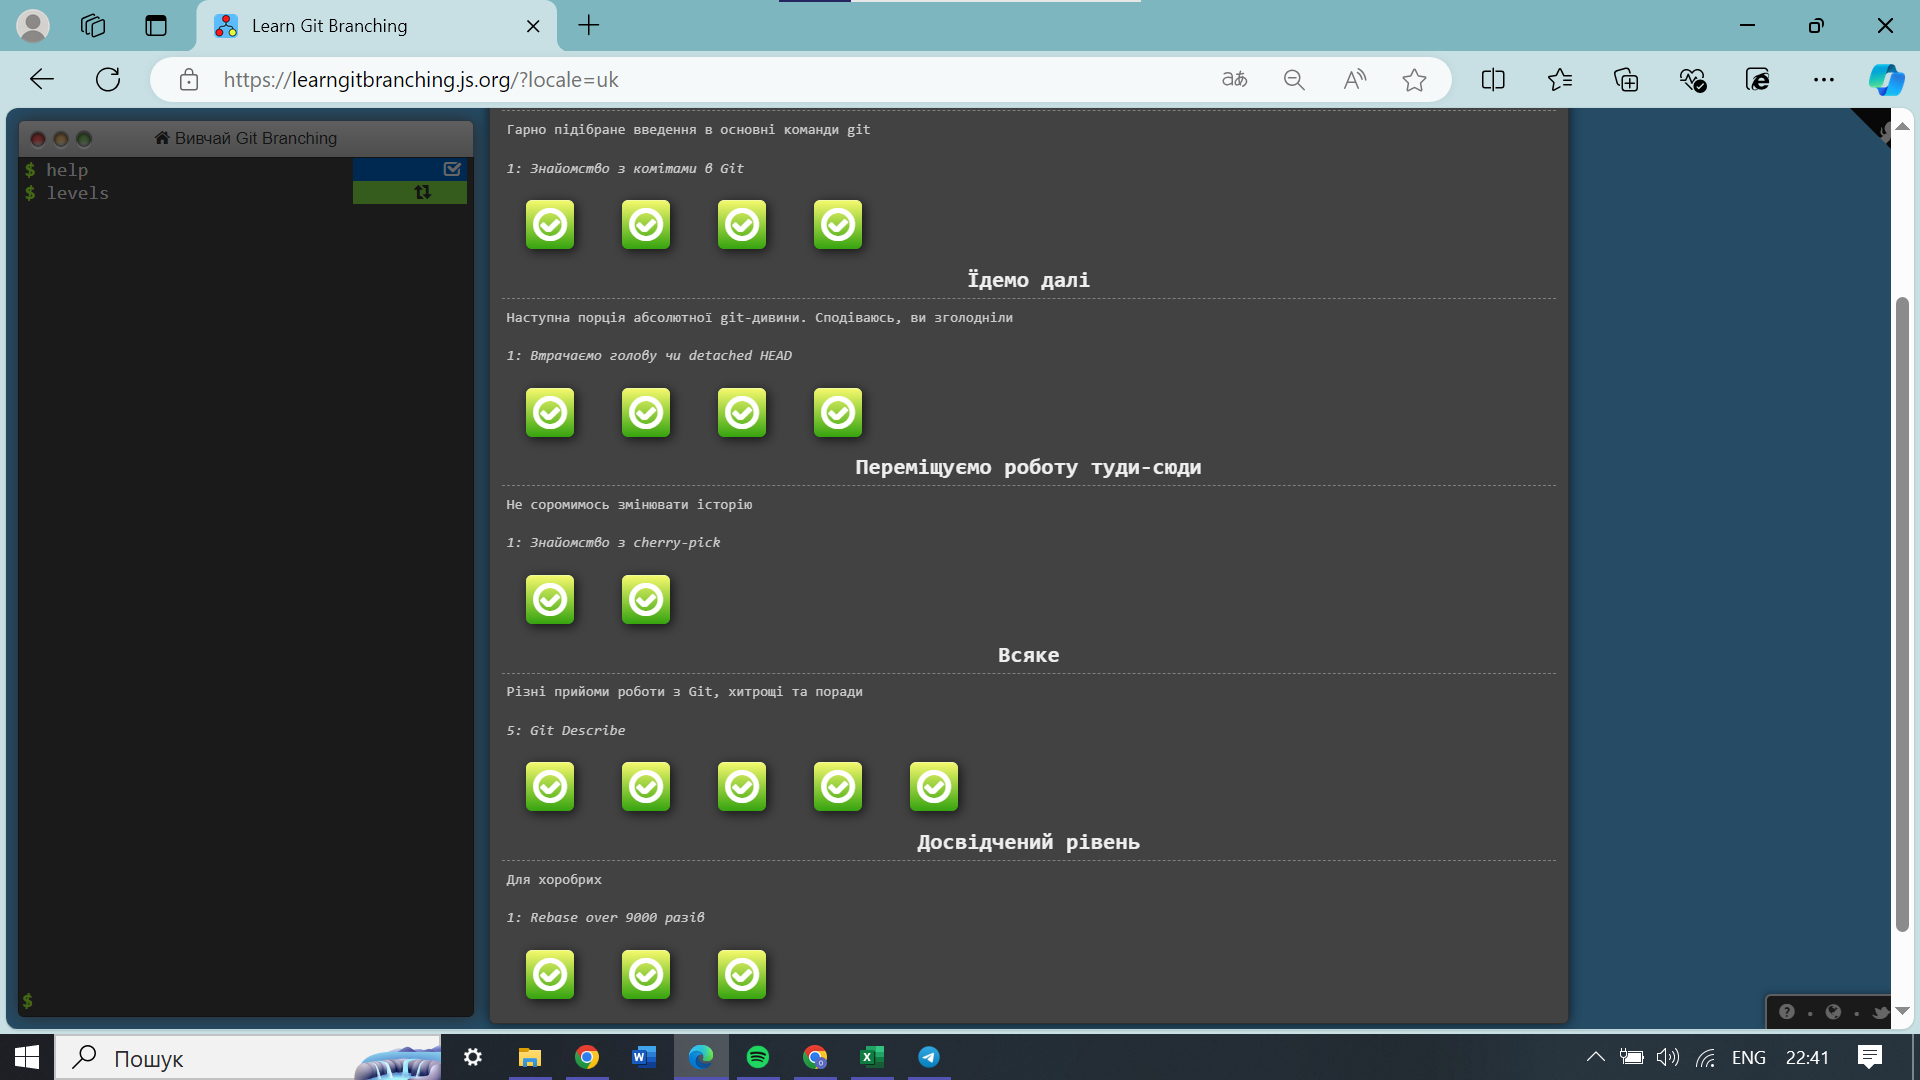 Learn Git Branching
https://learngitbranching.js.org/?locale=uk
Вивчай Git Branching
$ help
$ levels
$
Гарно підібране введення в основні команди git
1: Знайомство з комітами в Git
Їдемо далі
Наступна порція абсолютної git-дивини. Сподіваюсь, ви зголодніли
1: Втрачаємо голову чи detached HEAD
Переміщуємо роботу туди-сюди
Не соромимось змінювати історію
1: Знайомство з cherry-pick
Всяке
Різні прийоми роботи з Git, хитрощі та поради
5: Git Describe
Досвідчений рівень
Для хоробрих
1: Rebase over 9000 разів
Пошук
ENG
22:41